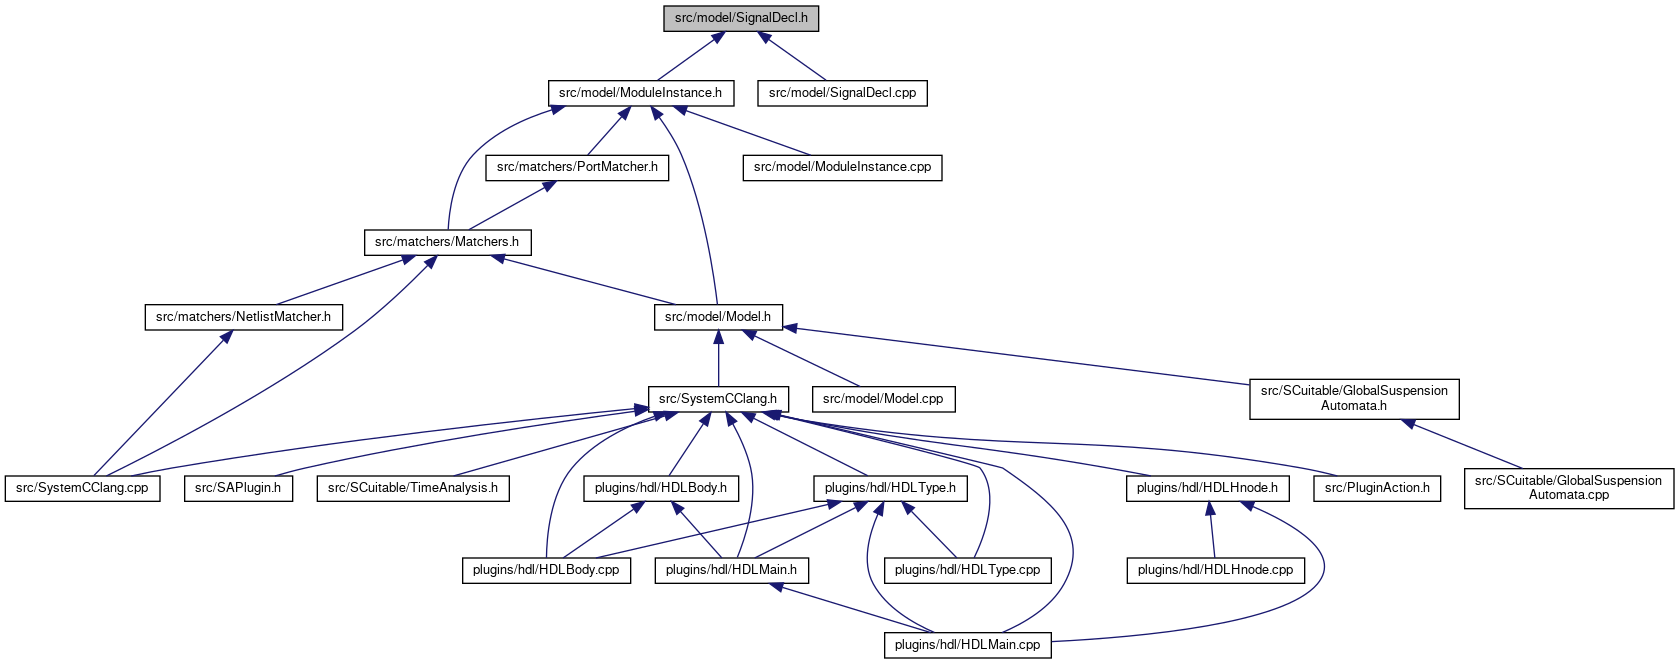 src/model/SignalDecl.h
src/model/ModuleInstance.h
src/model/SignalDecl.cpp
src/matchers/PortMatcher.h
src/model/ModuleInstance.cpp
src/matchers/Matchers.h
src/matchers/NetlistMatcher.h
src/model/Model.h
src/SystemCClang.h
src/model/Model.cpp
src/SCuitable/GlobalSuspension
Automata.h
src/SystemCClang.cpp
src/SAPlugin.h
src/SCuitable/TimeAnalysis.h
plugins/hdl/HDLBody.h
plugins/hdl/HDLType.h
plugins/hdl/HDLHnode.h
src/PluginAction.h
src/SCuitable/GlobalSuspension
Automata.cpp
plugins/hdl/HDLBody.cpp
plugins/hdl/HDLMain.h
plugins/hdl/HDLType.cpp
plugins/hdl/HDLHnode.cpp
plugins/hdl/HDLMain.cpp